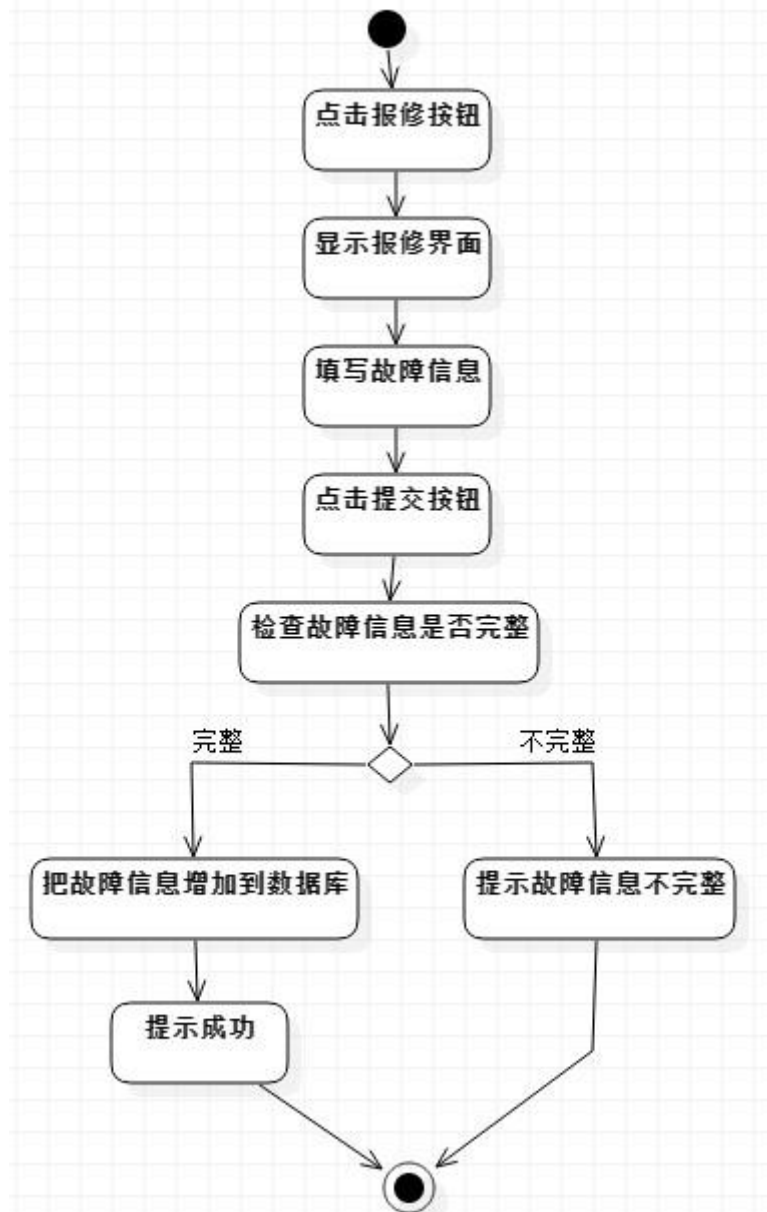 点击报修按钮
显示报修界面
填写故障信息
点击提交按钮
检查故障信息是否完整
完整
不完整
把故障信息增加到数据库
提示故障信息不完整
提示成功